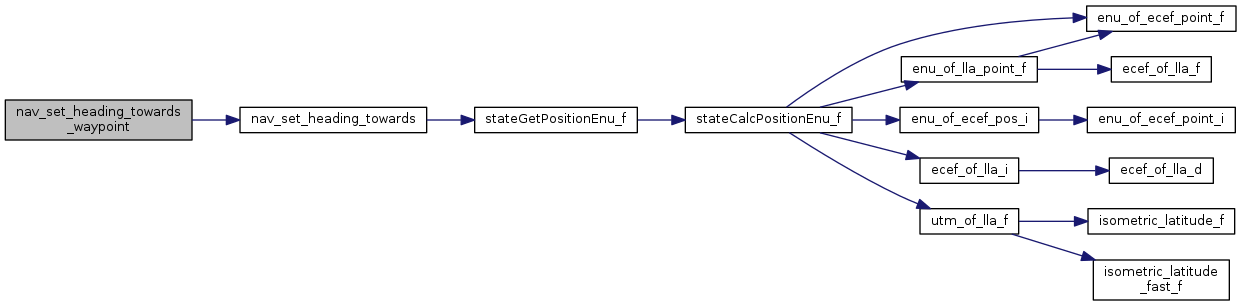 nav_set_heading_towards
_waypoint
nav_set_heading_towards
stateGetPositionEnu_f
stateCalcPositionEnu_f
enu_of_ecef_point_f
enu_of_lla_point_f
ecef_of_lla_f
enu_of_ecef_pos_i
enu_of_ecef_point_i
ecef_of_lla_i
ecef_of_lla_d
utm_of_lla_f
isometric_latitude_f
isometric_latitude
_fast_f